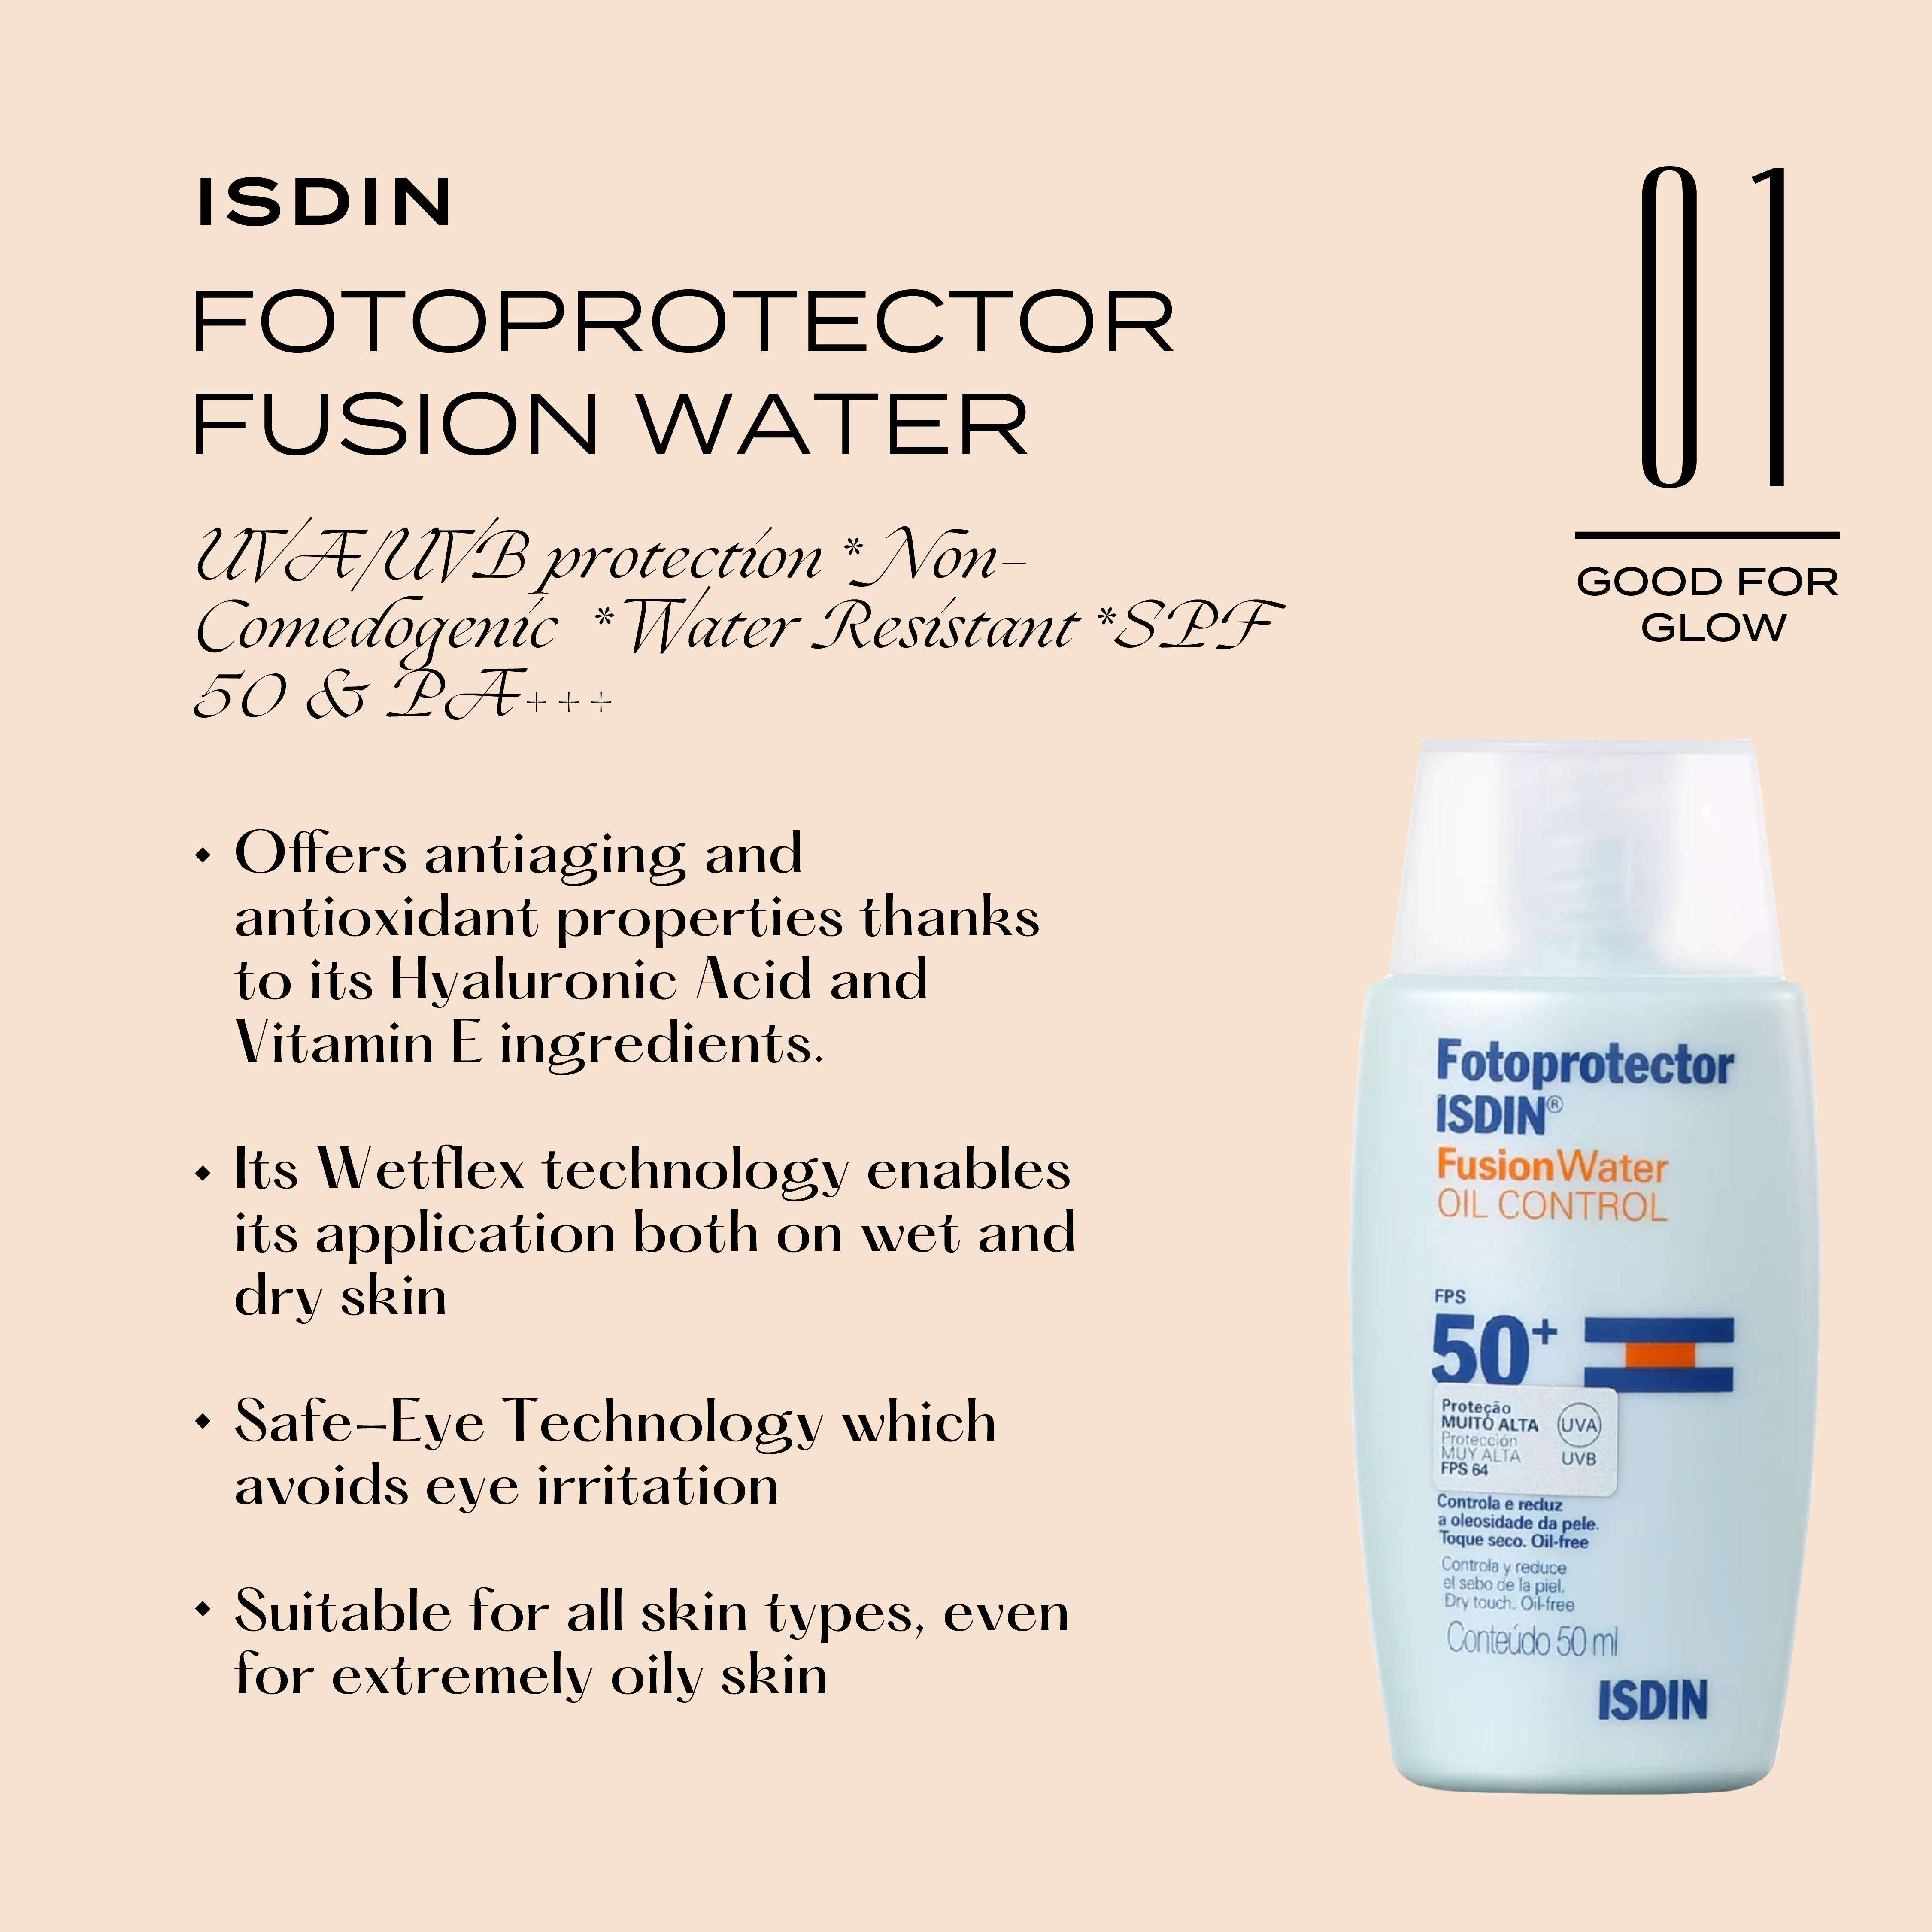 ISDIN
FOTOPROTECTOR
FUSION WATER
UVA/UVB protection * Non-
Comedogenic *Water Resistant *SPF
50 & PA+++
01
GOOD FOR
GLOW
• Offers antiaging and
antioxidant properties thanks
to its Hyaluronic Acid and
Vitamin E ingredients.
• Its Wetflex technology enables
its application both on wet and
dry skin
• Safe-Eye Technology which
avoids eye irritation
• Suitable for all skin types, even
for extremely oily skin
Fotoprotector
ISDIN®
FusionWater
OIL CONTROL
FPS
50+
Proteção
MUITO ALTA
Protección
MUY ALTA
FPS 64
UVA
UVB
Controla e reduz
a oleosidade da pele.
Toque seco. Oil-free
Controla y reduce
el sebo de la piel.
Dry touch. Oil-free
Conteúdo 50 ml
ISDIN